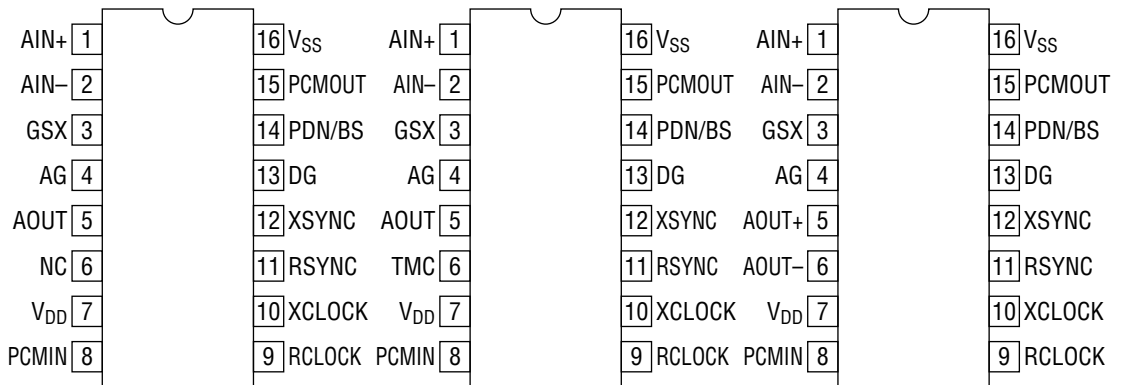 AIN+ 1 16 VSS AIN+ 1 16 VSS AIN+ 1 16 VSS
AIN– 2 15 PCMOUT AIN– 2 15 PCMOUT AIN– 2 15 PCMOUT
GSX 3 14 PDN/BS GSX 3 14 PDN/BS GSX 3 14 PDN/BS
AG 4 13 DG AG 4 13 DG AG 4 13 DG
AOUT 5 12 XSYNC AOUT 5 12 XSYNC AOUT+ 5 12 XSYNC
NC 6 11 RSYNC TMC 6 11 RSYNC AOUT– 6 11 RSYNC
VDD 7 10 XCLOCK VDD 7 10 XCLOCK VDD 7 10 XCLOCK
PCMIN 8 9 RCLOCK PCMIN 8 9 RCLOCK PCMIN 8 9 RCLOCK